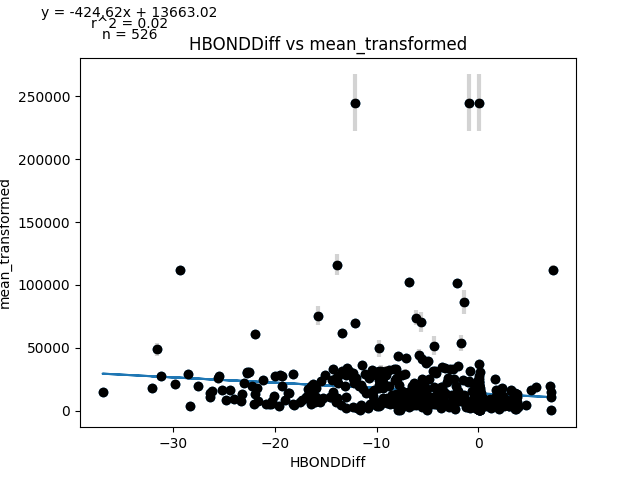 y = -424.62x + 13663.02
r^2 = 0.02
n = 526
HBONDDiff vs mean_transformed
mean_transformed
250000
200000
150000
100000
50000
0
−30
−20
−10
0
HBONDDiff